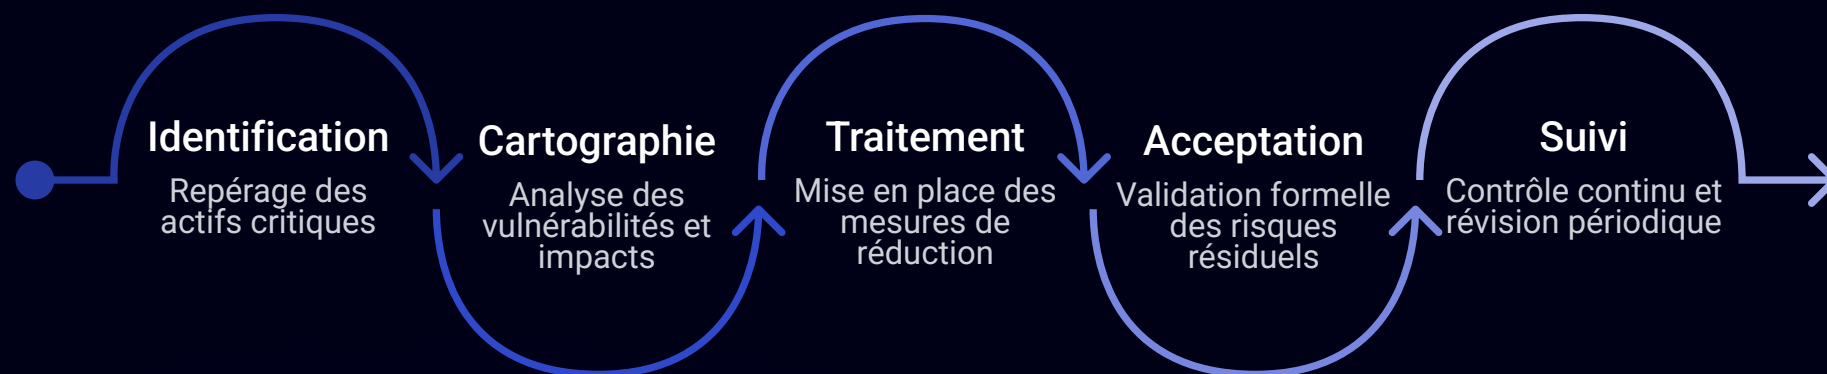 Identification
Repérage des
actifs critiques
Cartographie
Analyse des
vulnérabilités et
impacts
Traitement
Mise en place des
mesures de
réduction
Acceptation
Validation formelle
des risques
résiduels
Suivi
Contrôle continu et
révision périodique